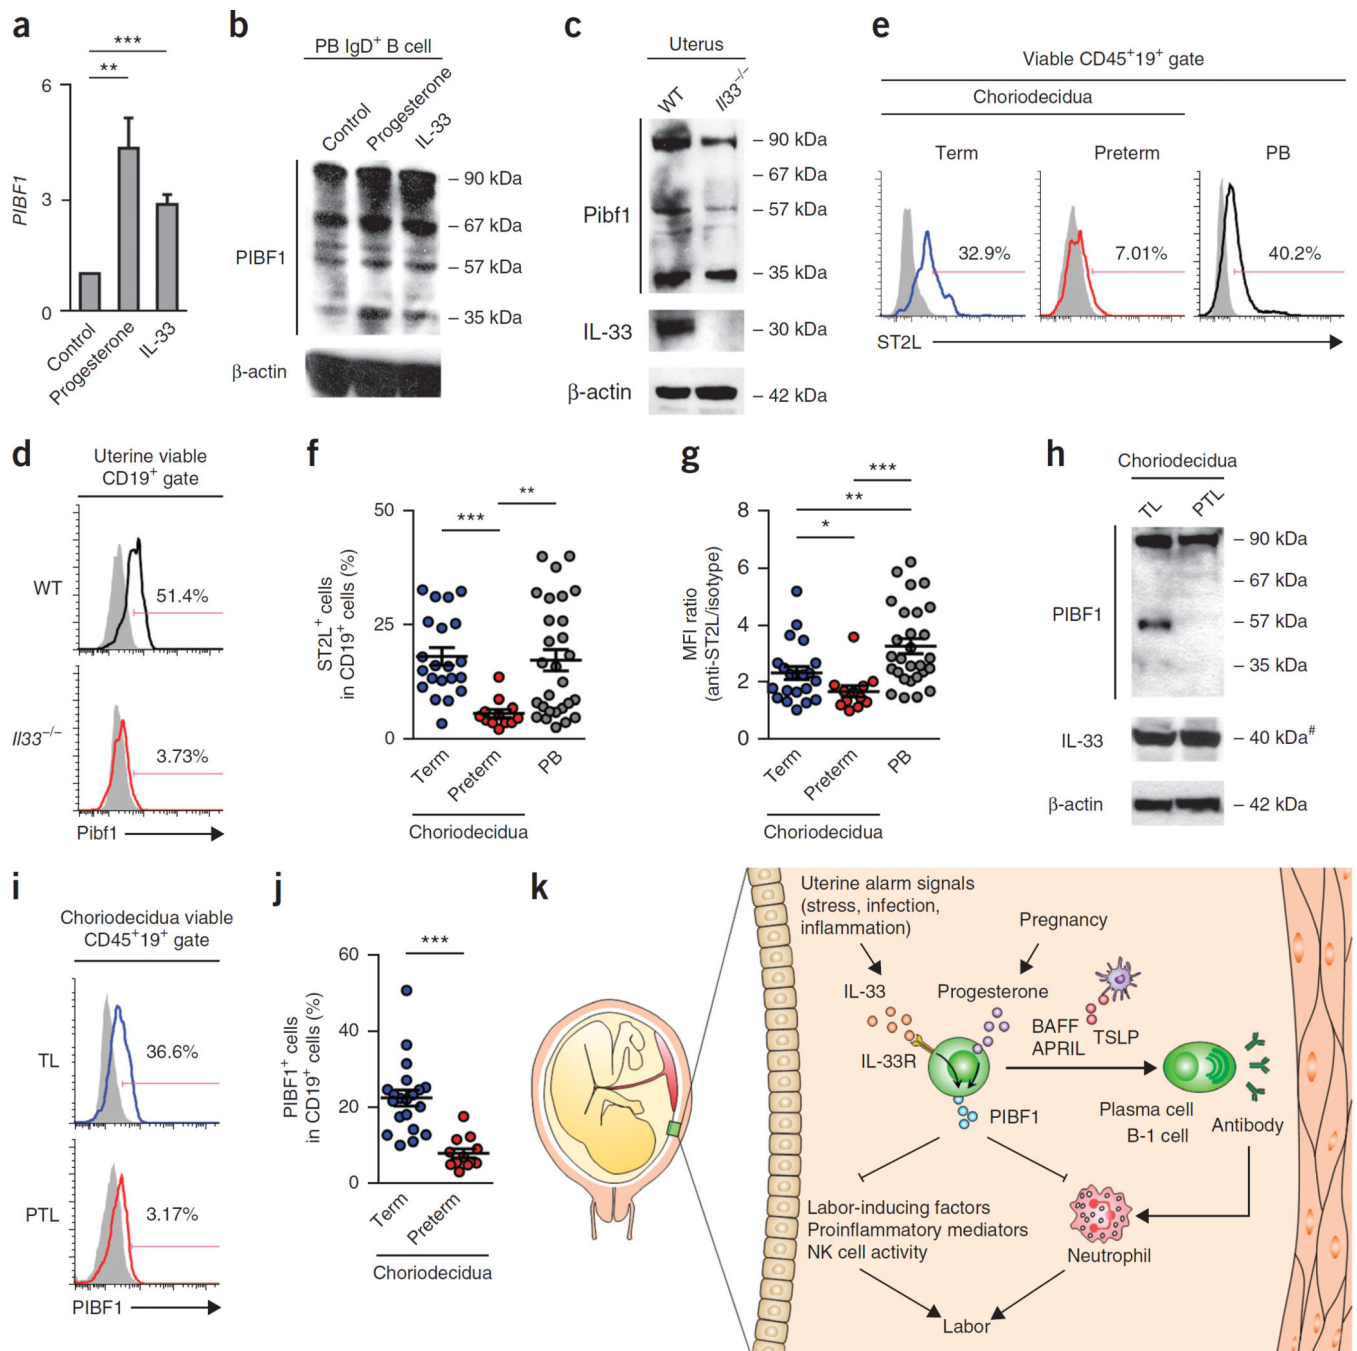 a
***
**
6
3
0
PIBF1
Control
Progesterone
IL-33
b
PB IgD⁺ B cell
Control
Progesterone
IL-33
PIBF1
– 90 kDa
– 67 kDa
– 57 kDa
– 35 kDa
β-actin
c
Uterus
WT
Il33⁻/⁻
Pibf1
– 90 kDa
– 67 kDa
– 57 kDa
– 35 kDa
IL-33
– 30 kDa
β-actin
– 42 kDa
e
Viable CD45⁺19⁺ gate
Choriodecidua
Term
Preterm
PB
32.9%
7.01%
40.2%
ST2L
d
Uterine viable
CD19⁺ gate
WT
51.4%
Il33⁻/⁻
3.73%
Pibf1
f
**
***
50
25
0
ST2L⁺ cells
in CD19⁺ cells (%)
Term
Preterm
PB
Choriodecidua
g
***
**
*
8
6
4
2
0
MFI ratio
(anti-ST2L/isotype)
Term
Preterm
PB
Choriodecidua
h
Choriodecidua
TL
PTL
PIBF1
– 90 kDa
– 67 kDa
– 57 kDa
– 35 kDa
IL-33
– 40 kDa#
β-actin
– 42 kDa
i
Choriodecidua viable
CD45⁺19⁺ gate
TL
36.6%
PTL
3.17%
PIBF1
j
***
60
40
20
0
PIBF1⁺ cells
in CD19⁺ cells (%)
Term
Preterm
Choriodecidua
k
Uterine alarm signals
(stress, infection,
inflammation)
Pregnancy
IL-33
Progesterone
IL-33R
BAFF
APRIL
TSLP
PIBF1
Plasma cell
B-1 cell
Antibody
Labor-inducing factors
Proinflammatory mediators
NK cell activity
Neutrophil
Labor